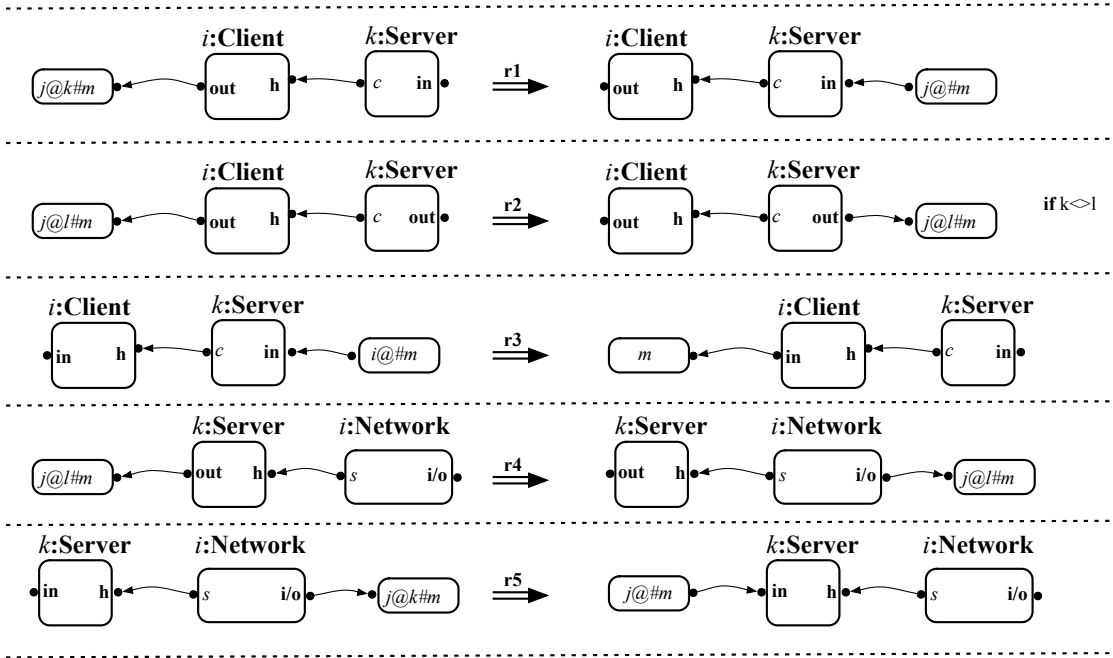 i:Client k:Server i:Client k:Server
j@k#m out h c in r1 out h c in j@#m
i:Client k:Server i:Client k:Server
j@l#m out h c out r2 out h c out j@l#m if k<>l
i:Client k:Server i:Client k:Server
in h c in i@#m r3 m in h c in
k:Server i:Network k:Server i:Network
j@l#m out h s i/o r4 out h s i/o j@l#m
k:Server i:Network k:Server i:Network
in h s i/o j@k#m r5 j@#m in h s i/o